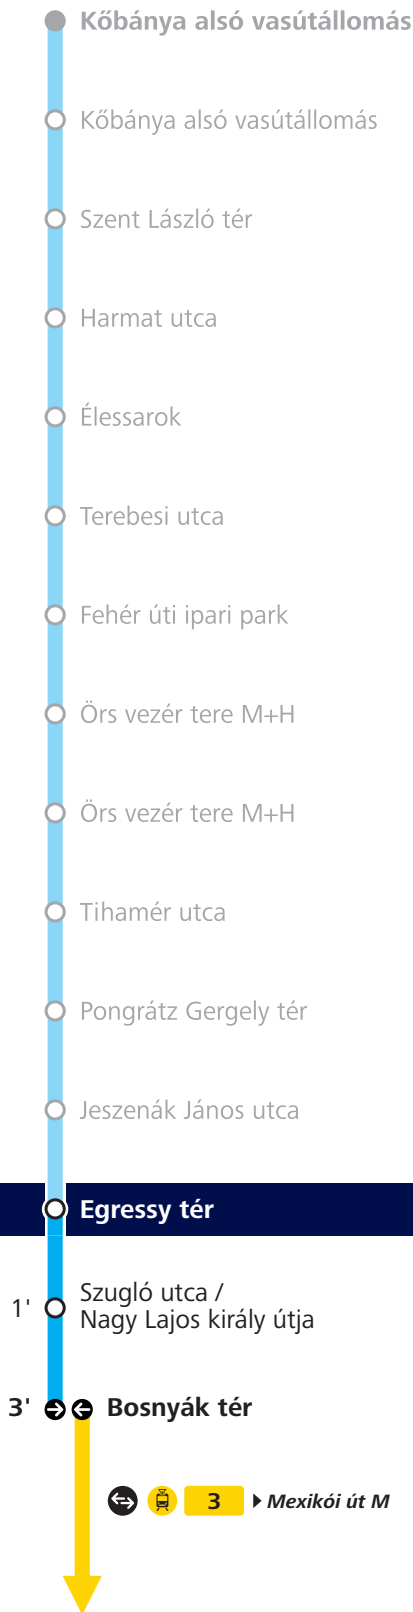 Kőbánya alsó vasútállomás
Kőbánya alsó vasútállomás
Szent László tér
Harmat utca
Élessarok
Terebesi utca
Fehér úti ipari park
Örs vezér tere M+H
Örs vezér tere M+H
Tihamér utca
Pongrátz Gergely tér
Jeszenák János utca
Egressy tér
1' Szugló utca /
Nagy Lajos király útja
3' Bosnyák tér
3 Mexikói út M